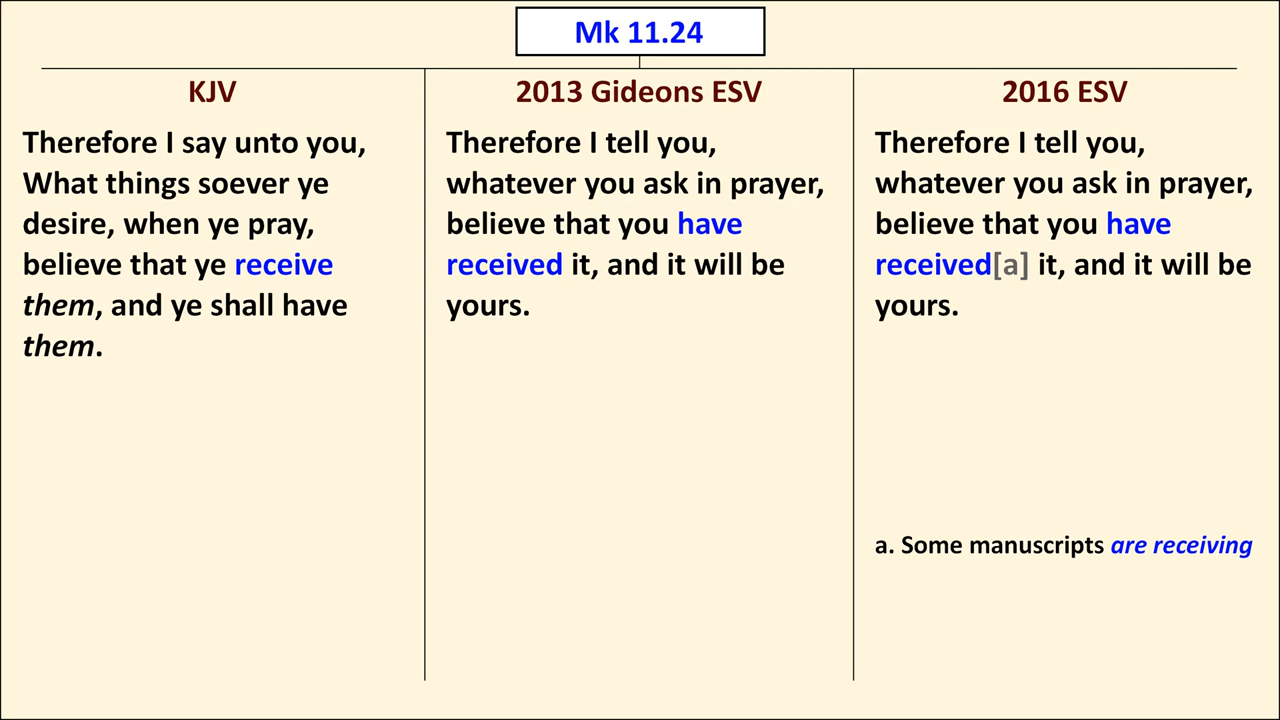 Mk 11.24
KJV
Therefore I say unto you,
What things soever ye
desire, when ye pray,
believe that ye receive
them, and ye shall have
them.
2013 Gideons ESV
Therefore I tell you,
whatever you ask in prayer,
believe that you have
received it, and it will be
yours.
2016 ESV
Therefore I tell you,
whatever you ask in prayer,
believe that you have
received[a] it, and it will be
yours.
a. Some manuscripts are receiving